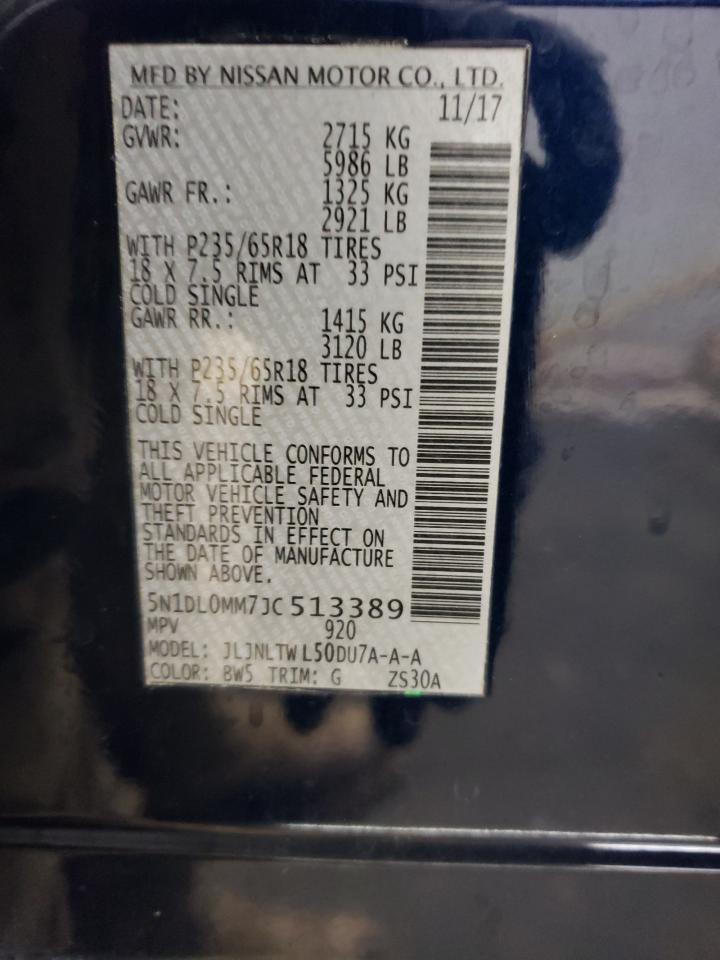 MFD BY NISSAN MOTOR CO., LTD.
DATE: 11/17
GVWR: 2715 KG
5986 LB
GAWR FR.: 1325 KG
2921 LB
WITH P235/65R18 TIRES
18 X 7.5 RIMS AT 33 PSI
COLD SINGLE
GAWR RR.: 1415 KG
3120 LB
WITH P235/65R18 TIRES
18 X 7.5 RIMS AT 33 PSI
COLD SINGLE
THIS VEHICLE CONFORMS TO
ALL APPLICABLE FEDERAL
MOTOR VEHICLE SAFETY AND
THEFT PREVENTION
STANDARDS IN EFFECT ON
THE DATE OF MANUFACTURE
SHOWN ABOVE.
5N1DL0MM7JC 513389
MPV 920
MODEL: JLJNLTW L50DU7A-A-A
COLOR: BW5 TRIM: G ZS30A